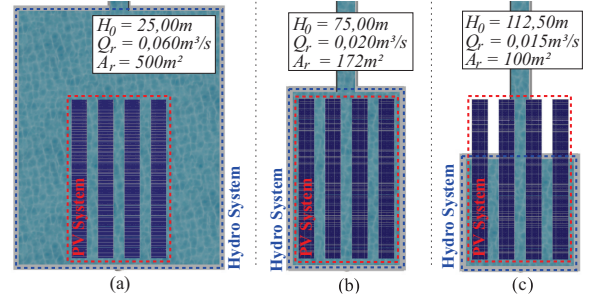 H₀ = 25,00m
Qᵣ = 0,060m³/s
Aᵣ = 500m²
PV System
Hydro System
(a)
H₀ = 75,00m
Qᵣ = 0,020m³/s
Aᵣ = 172m²
PV System
Hydro System
(b)
H₀ = 112,50m
Qᵣ = 0,015m³/s
Aᵣ = 100m²
PV System
Hydro System
(c)